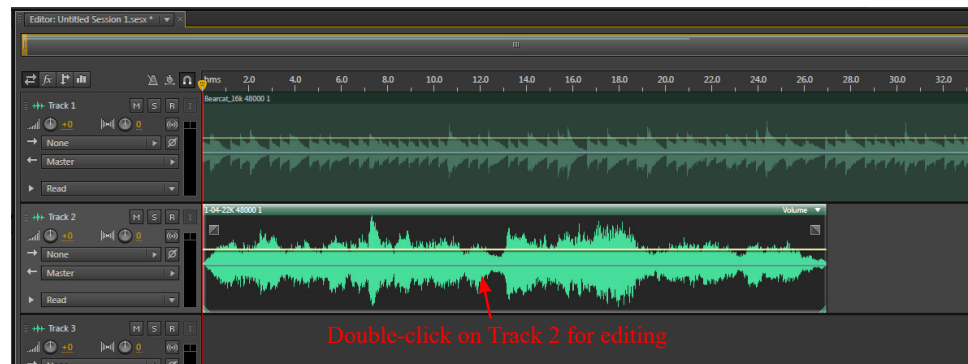 Editor: Untitled Session 1.sesx *
fx
hms 2.0 4.0 6.0 8.0 10.0 12.0 14.0 16.0 18.0 20.0 22.0 24.0 26.0 28.0 30.0 32.0
Track 1 M S R I
Bearcat_16k 48000 1
+0 0
None
Master
Read
Track 2 M S R I
1-04-22K 48000 1 Volume
+0 0
None
Master
Read
Double-click on Track 2 for editing
Track 3 M S R I
+0 0